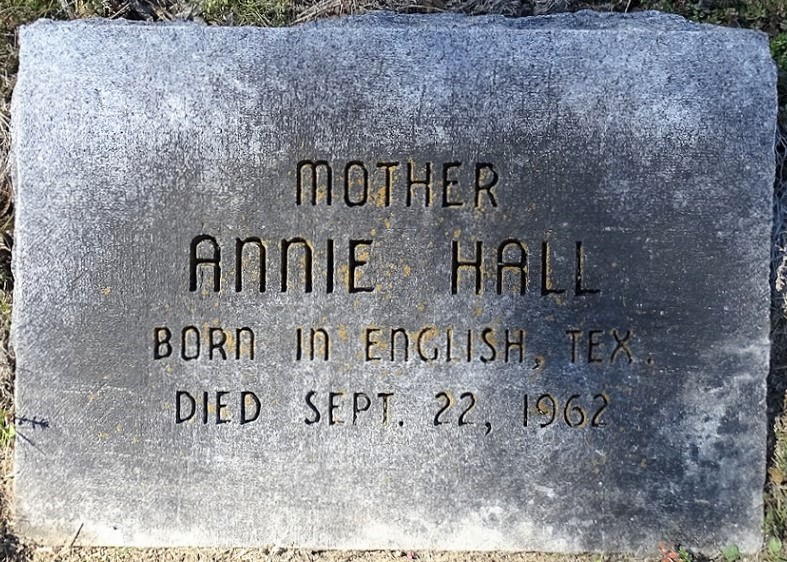 MOTHER
ANNIE HALL
BORN IN ENGLISH, TEX.
DIED SEPT. 22, 1962